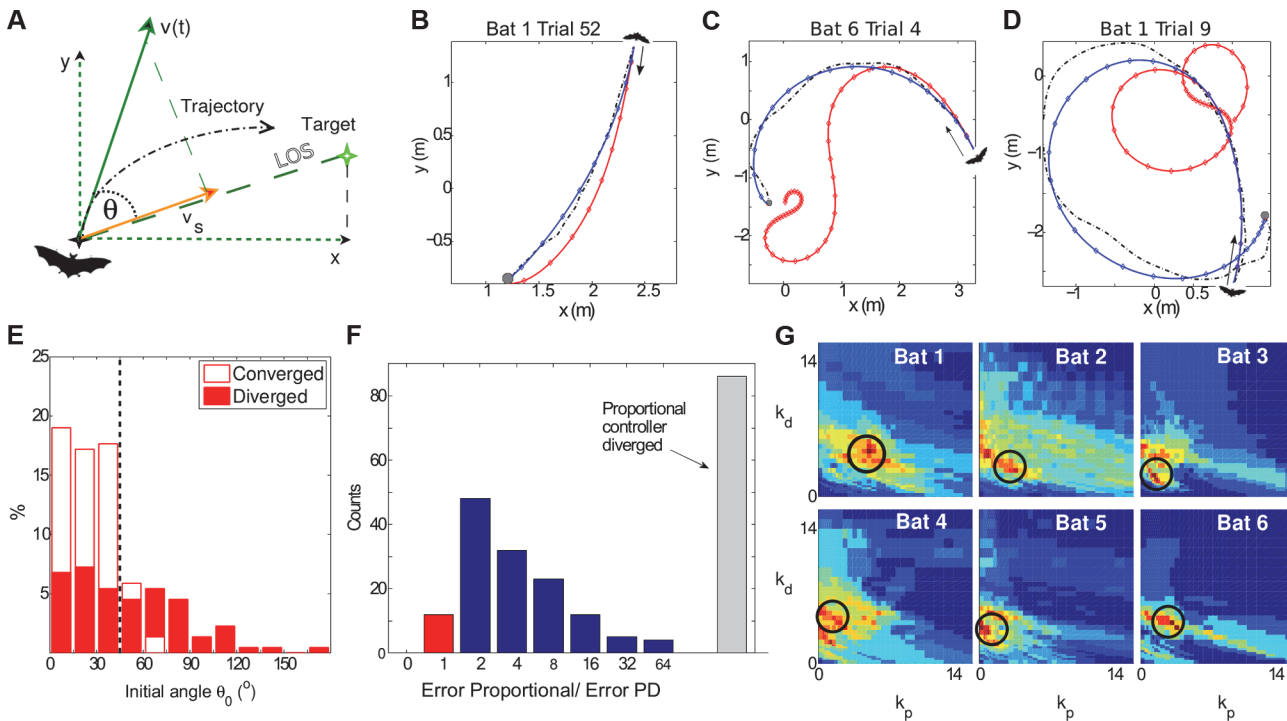 A
v(t)
y
Trajectory
Target
LOS
θ
v_s
x
B
Bat 1 Trial 52
y (m)
1
0.5
0
−0.5
1
1.5
2
2.5
x (m)
C
Bat 6 Trial 4
y (m)
1
0
−1
−2
0
1
2
3
x (m)
D
Bat 1 Trial 9
y (m)
0
−1
−2
−1
0
0.5
x (m)
E
25
20
15
10
5
%
Converged
Diverged
0
30
60
90
120
150
Initial angle θ_0 (°)
F
80
60
40
20
0
Counts
Proportional
controller
diverged
0
1
2
4
8
16
32
64
Error Proportional/ Error PD
G
14
k_d
0
Bat 1
Bat 2
Bat 3
14
k_d
0
Bat 4
Bat 5
Bat 6
0
14
0
14
0
14
k_p
k_p
k_p